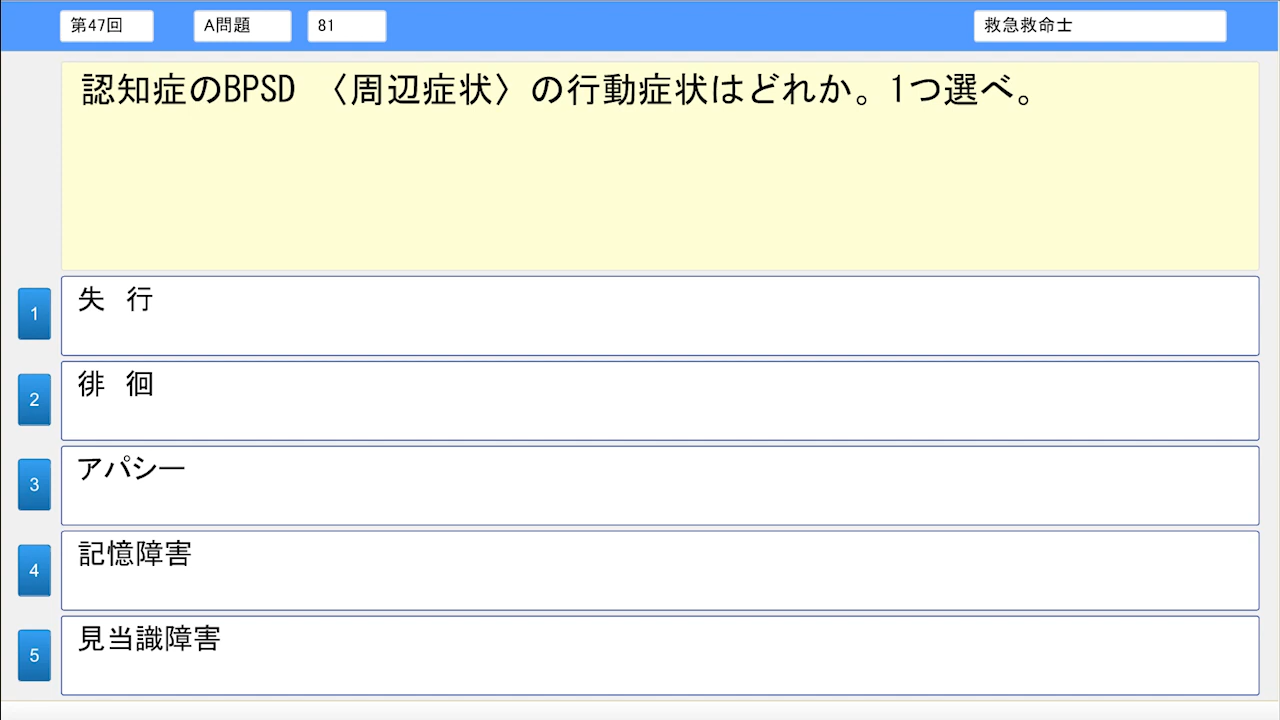 第47回 A問題 81 救急救命士
認知症のBPSD 〈周辺症状〉の行動症状はどれか。1つ選べ。
1 失 行
2 徘 徊
3 アパシー
4 記憶障害
5 見当識障害